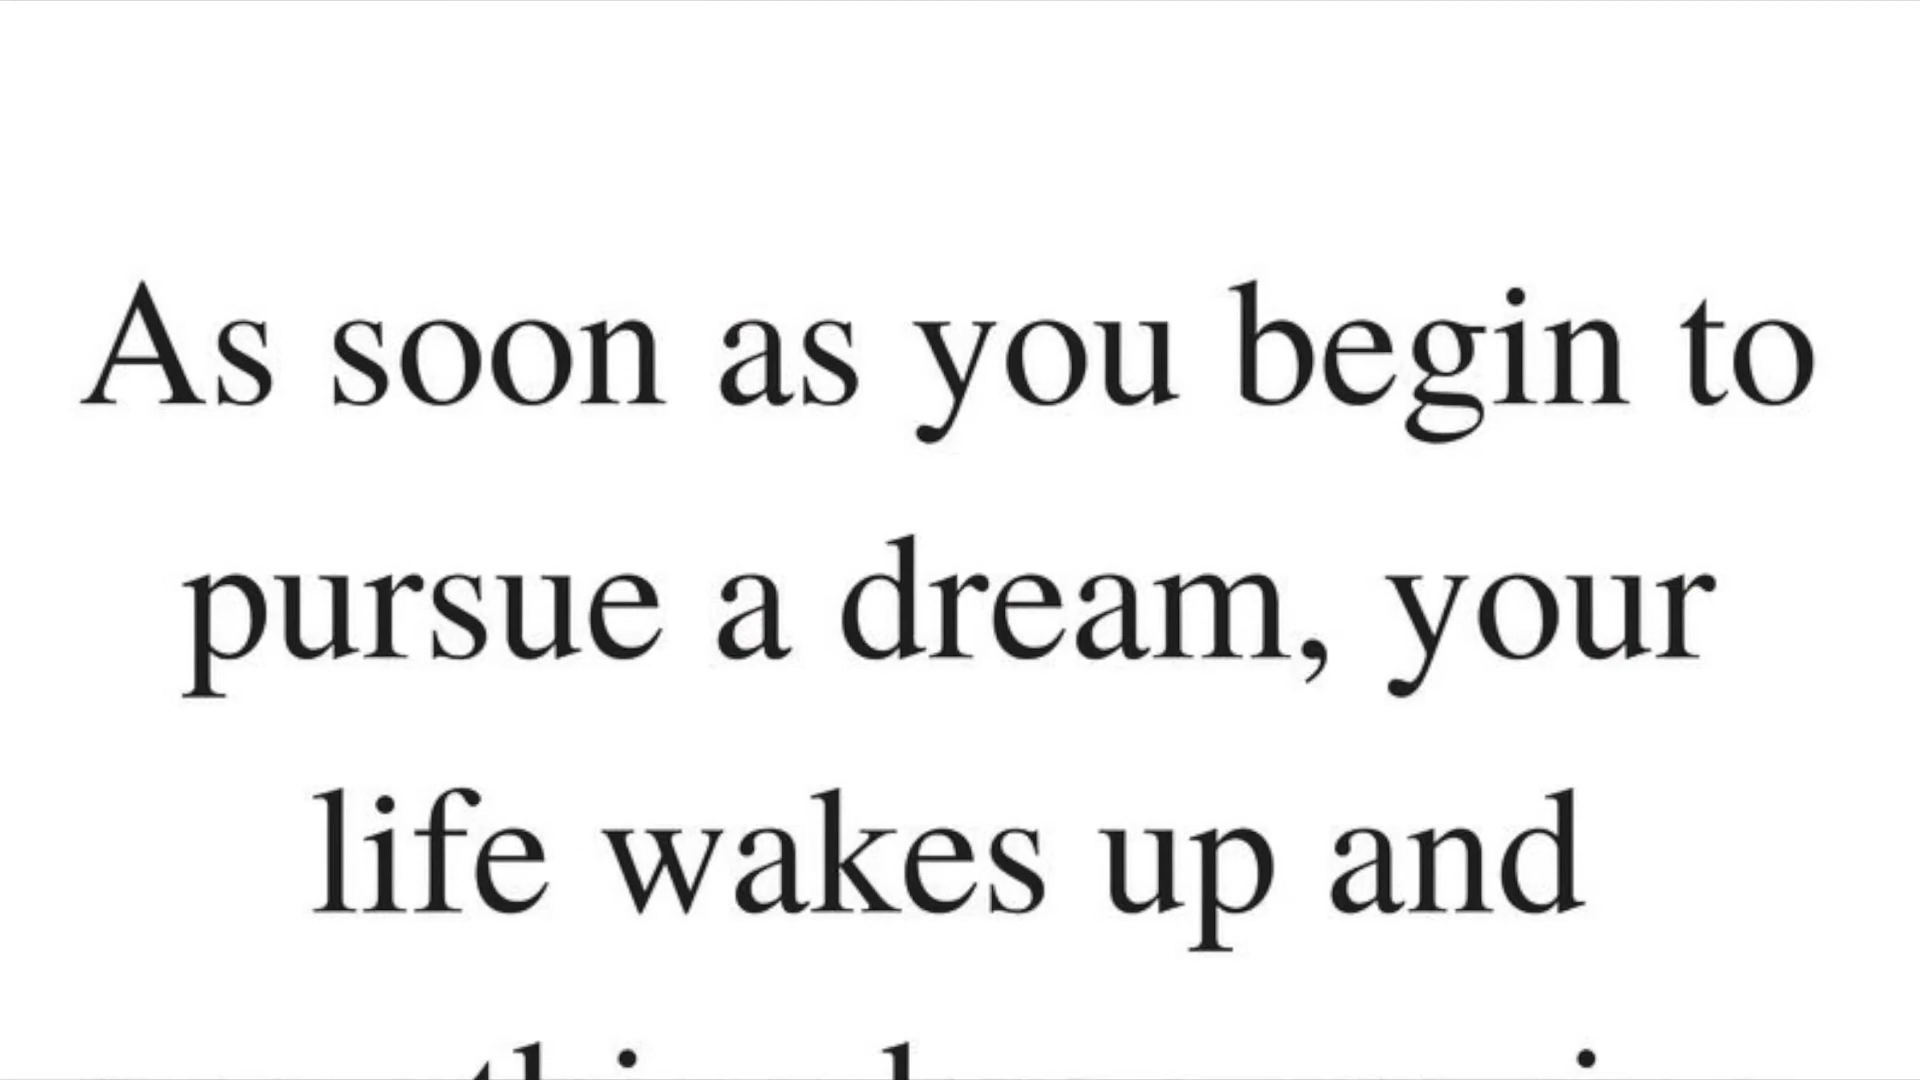 As soon as you begin to
pursue a dream, your
life wakes up and